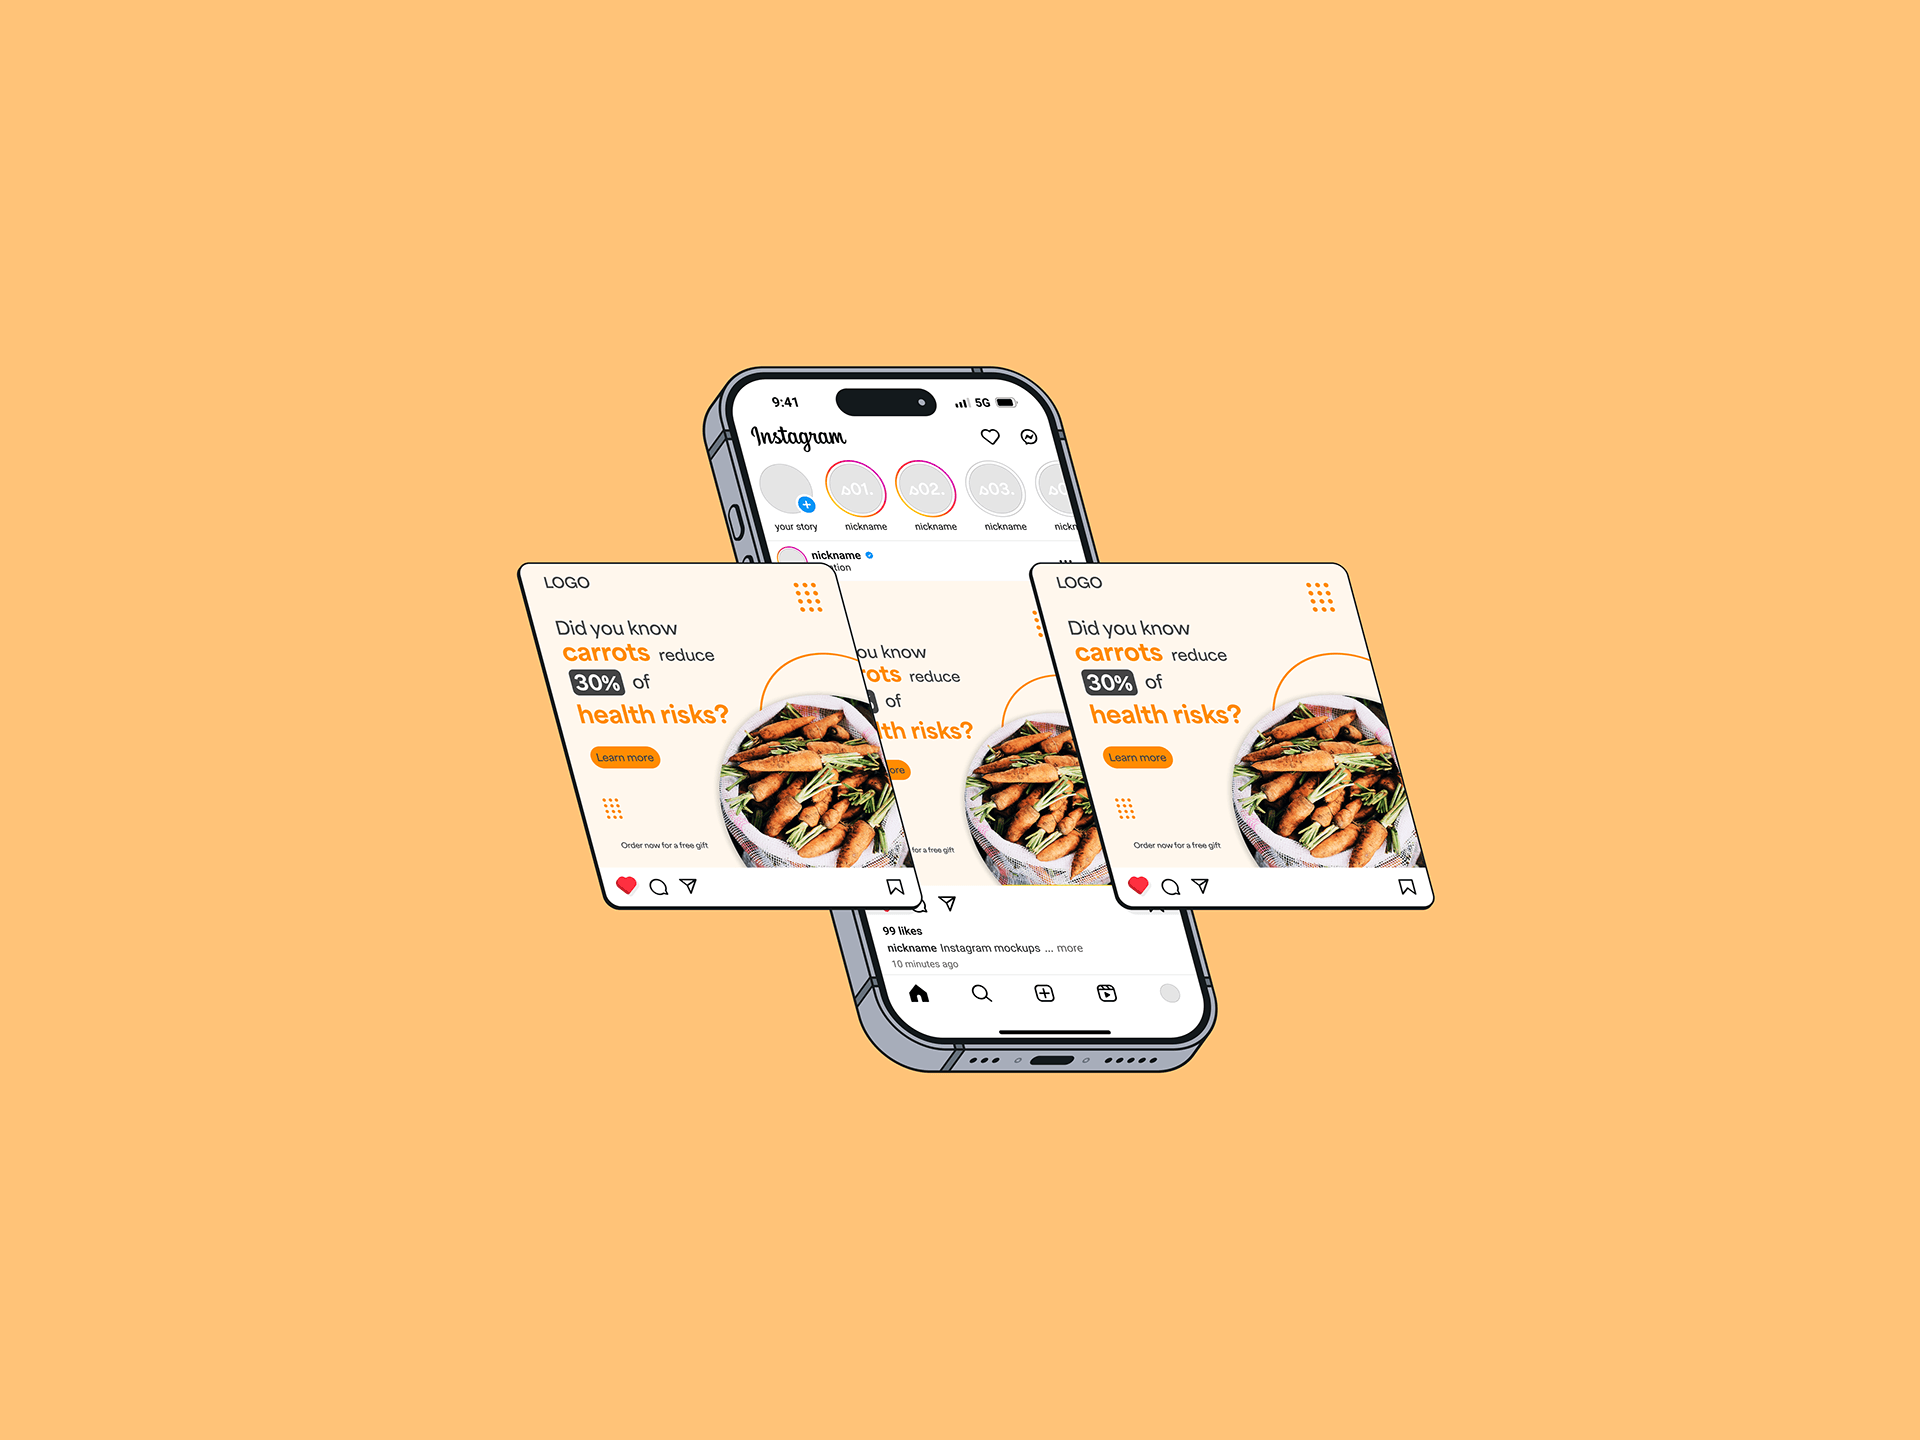 9:41
5G
Instagram
01.
02.
03.
your story
nickname
nickname
nickname
nickn
nickname
tion
LOGO
Did you know
carrots reduce
30% of
health risks?
Learn more
Order now for a free gift
ou know
rots reduce
of
lth risks?
ore
for a free gift
LOGO
Did you know
carrots reduce
30% of
health risks?
Learn more
Order now for a free gift
99 likes
nickname Instagram mockups ... more
10 minutes ago